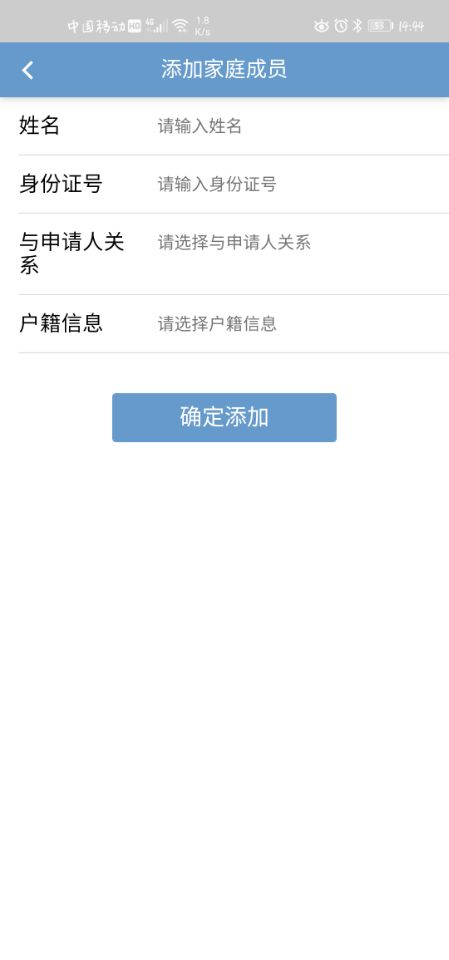 中国移动 HD 4G 1.8 K/s 53 14:44
添加家庭成员
姓名 请输入姓名
身份证号 请输入身份证号
与申请人关 请选择与申请人关系
系
户籍信息 请选择户籍信息
确定添加